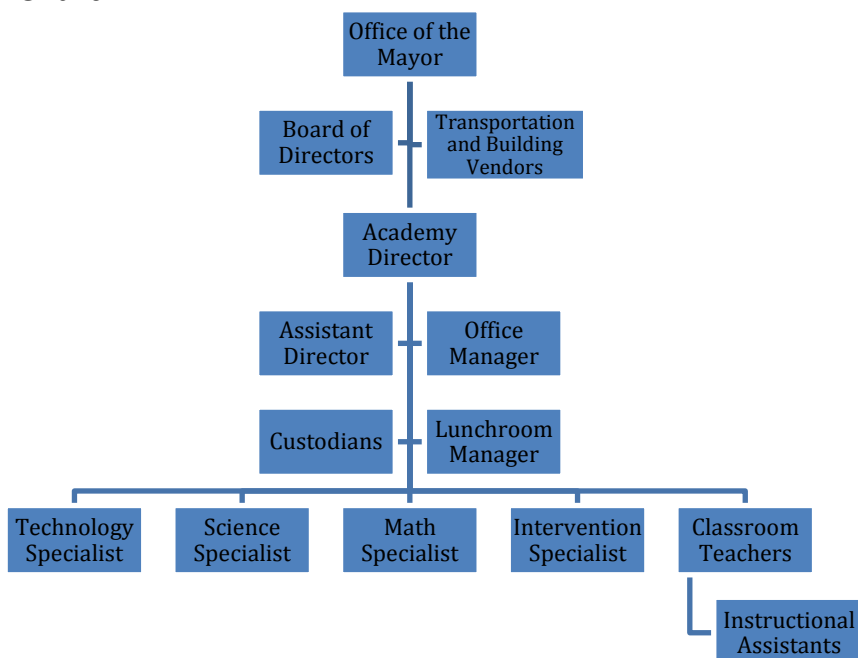 Office of the
Mayor
Board of
Directors
Transportation
and Building
Vendors
Academy
Director
Assistant
Director
Office
Manager
Custodians
Lunchroom
Manager
Technology
Specialist
Science
Specialist
Math
Specialist
Intervention
Specialist
Classroom
Teachers
Instructional
Assistants